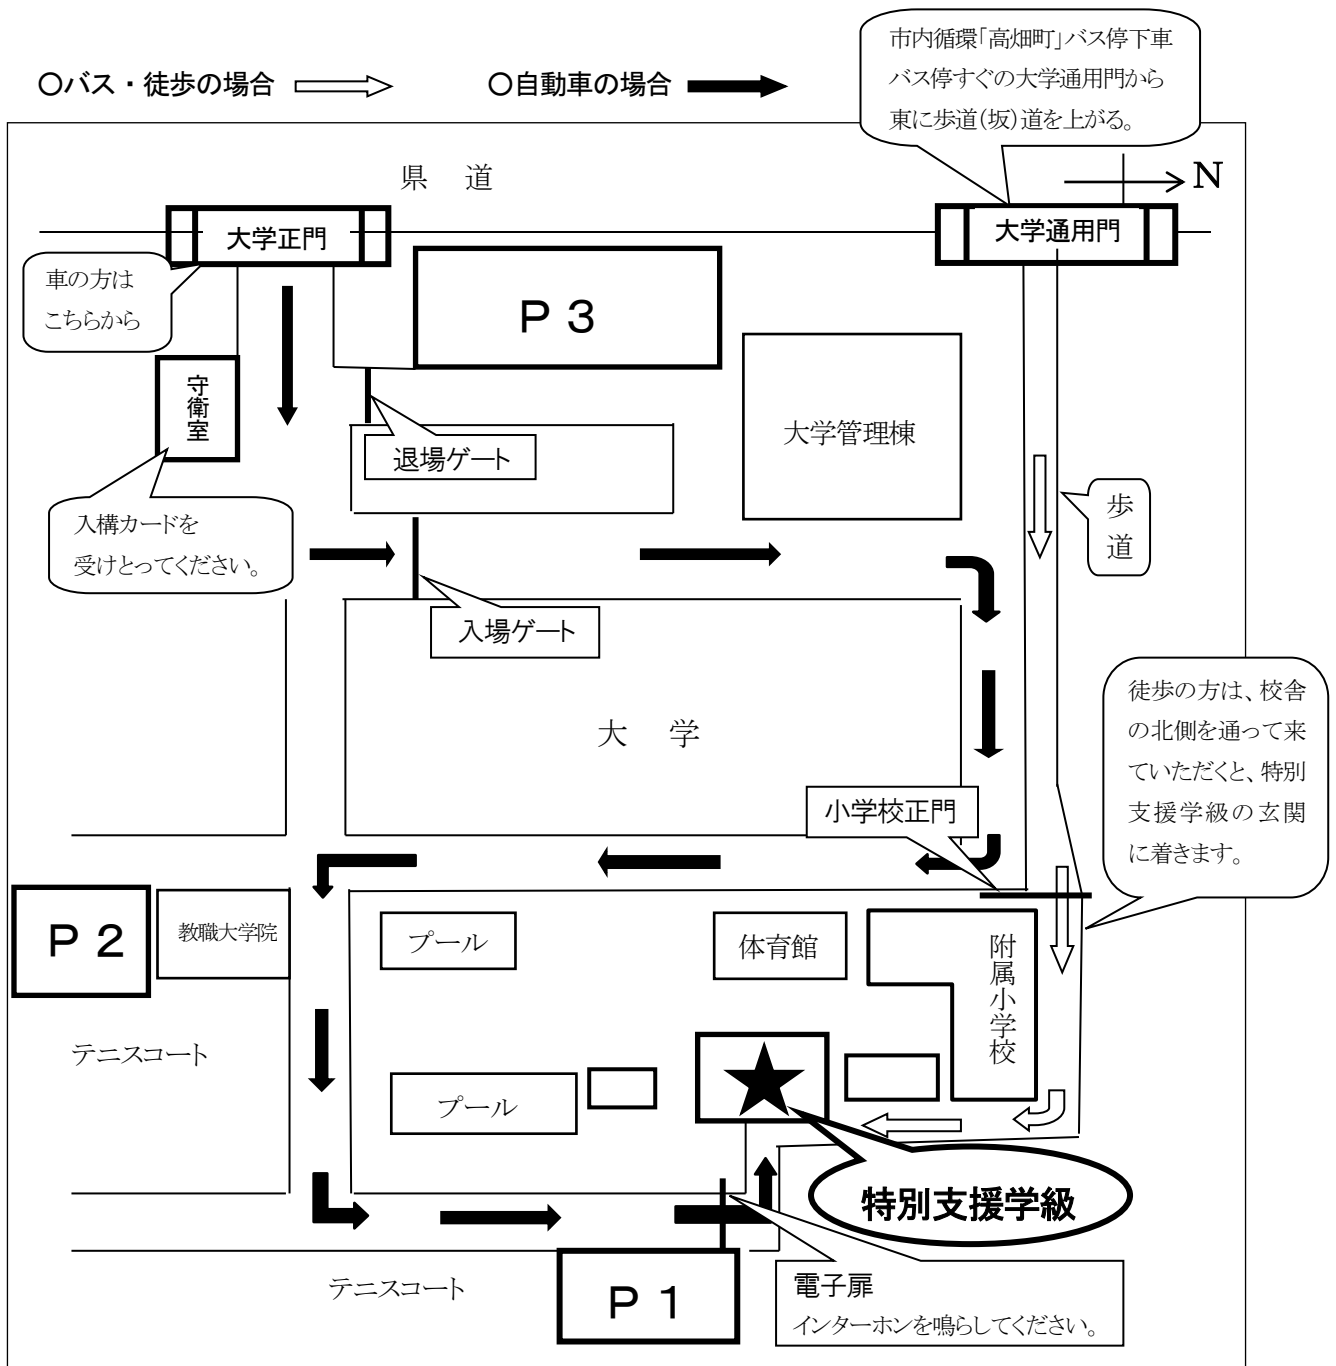 市内循環「高畑町」バス停下車
バス停すぐの大学通用門から
東に歩道(坂)道を上がる。
○バス・徒歩の場合
○自動車の場合
県 道
N
大学正門
大学通用門
車の方は
こちらから
P 3
守衛室
大学管理棟
退場ゲート
歩道
入構カードを
受けとってください。
入場ゲート
大 学
徒歩の方は、校舎
の北側を通って来
ていただくと、特別
支援学級の玄関
に着きます。
小学校正門
P 2
教職大学院
プール
体育館
附属小学校
テニスコート
プール
特別支援学級
テニスコート
P 1
電子扉
インターホンを鳴らしてください。